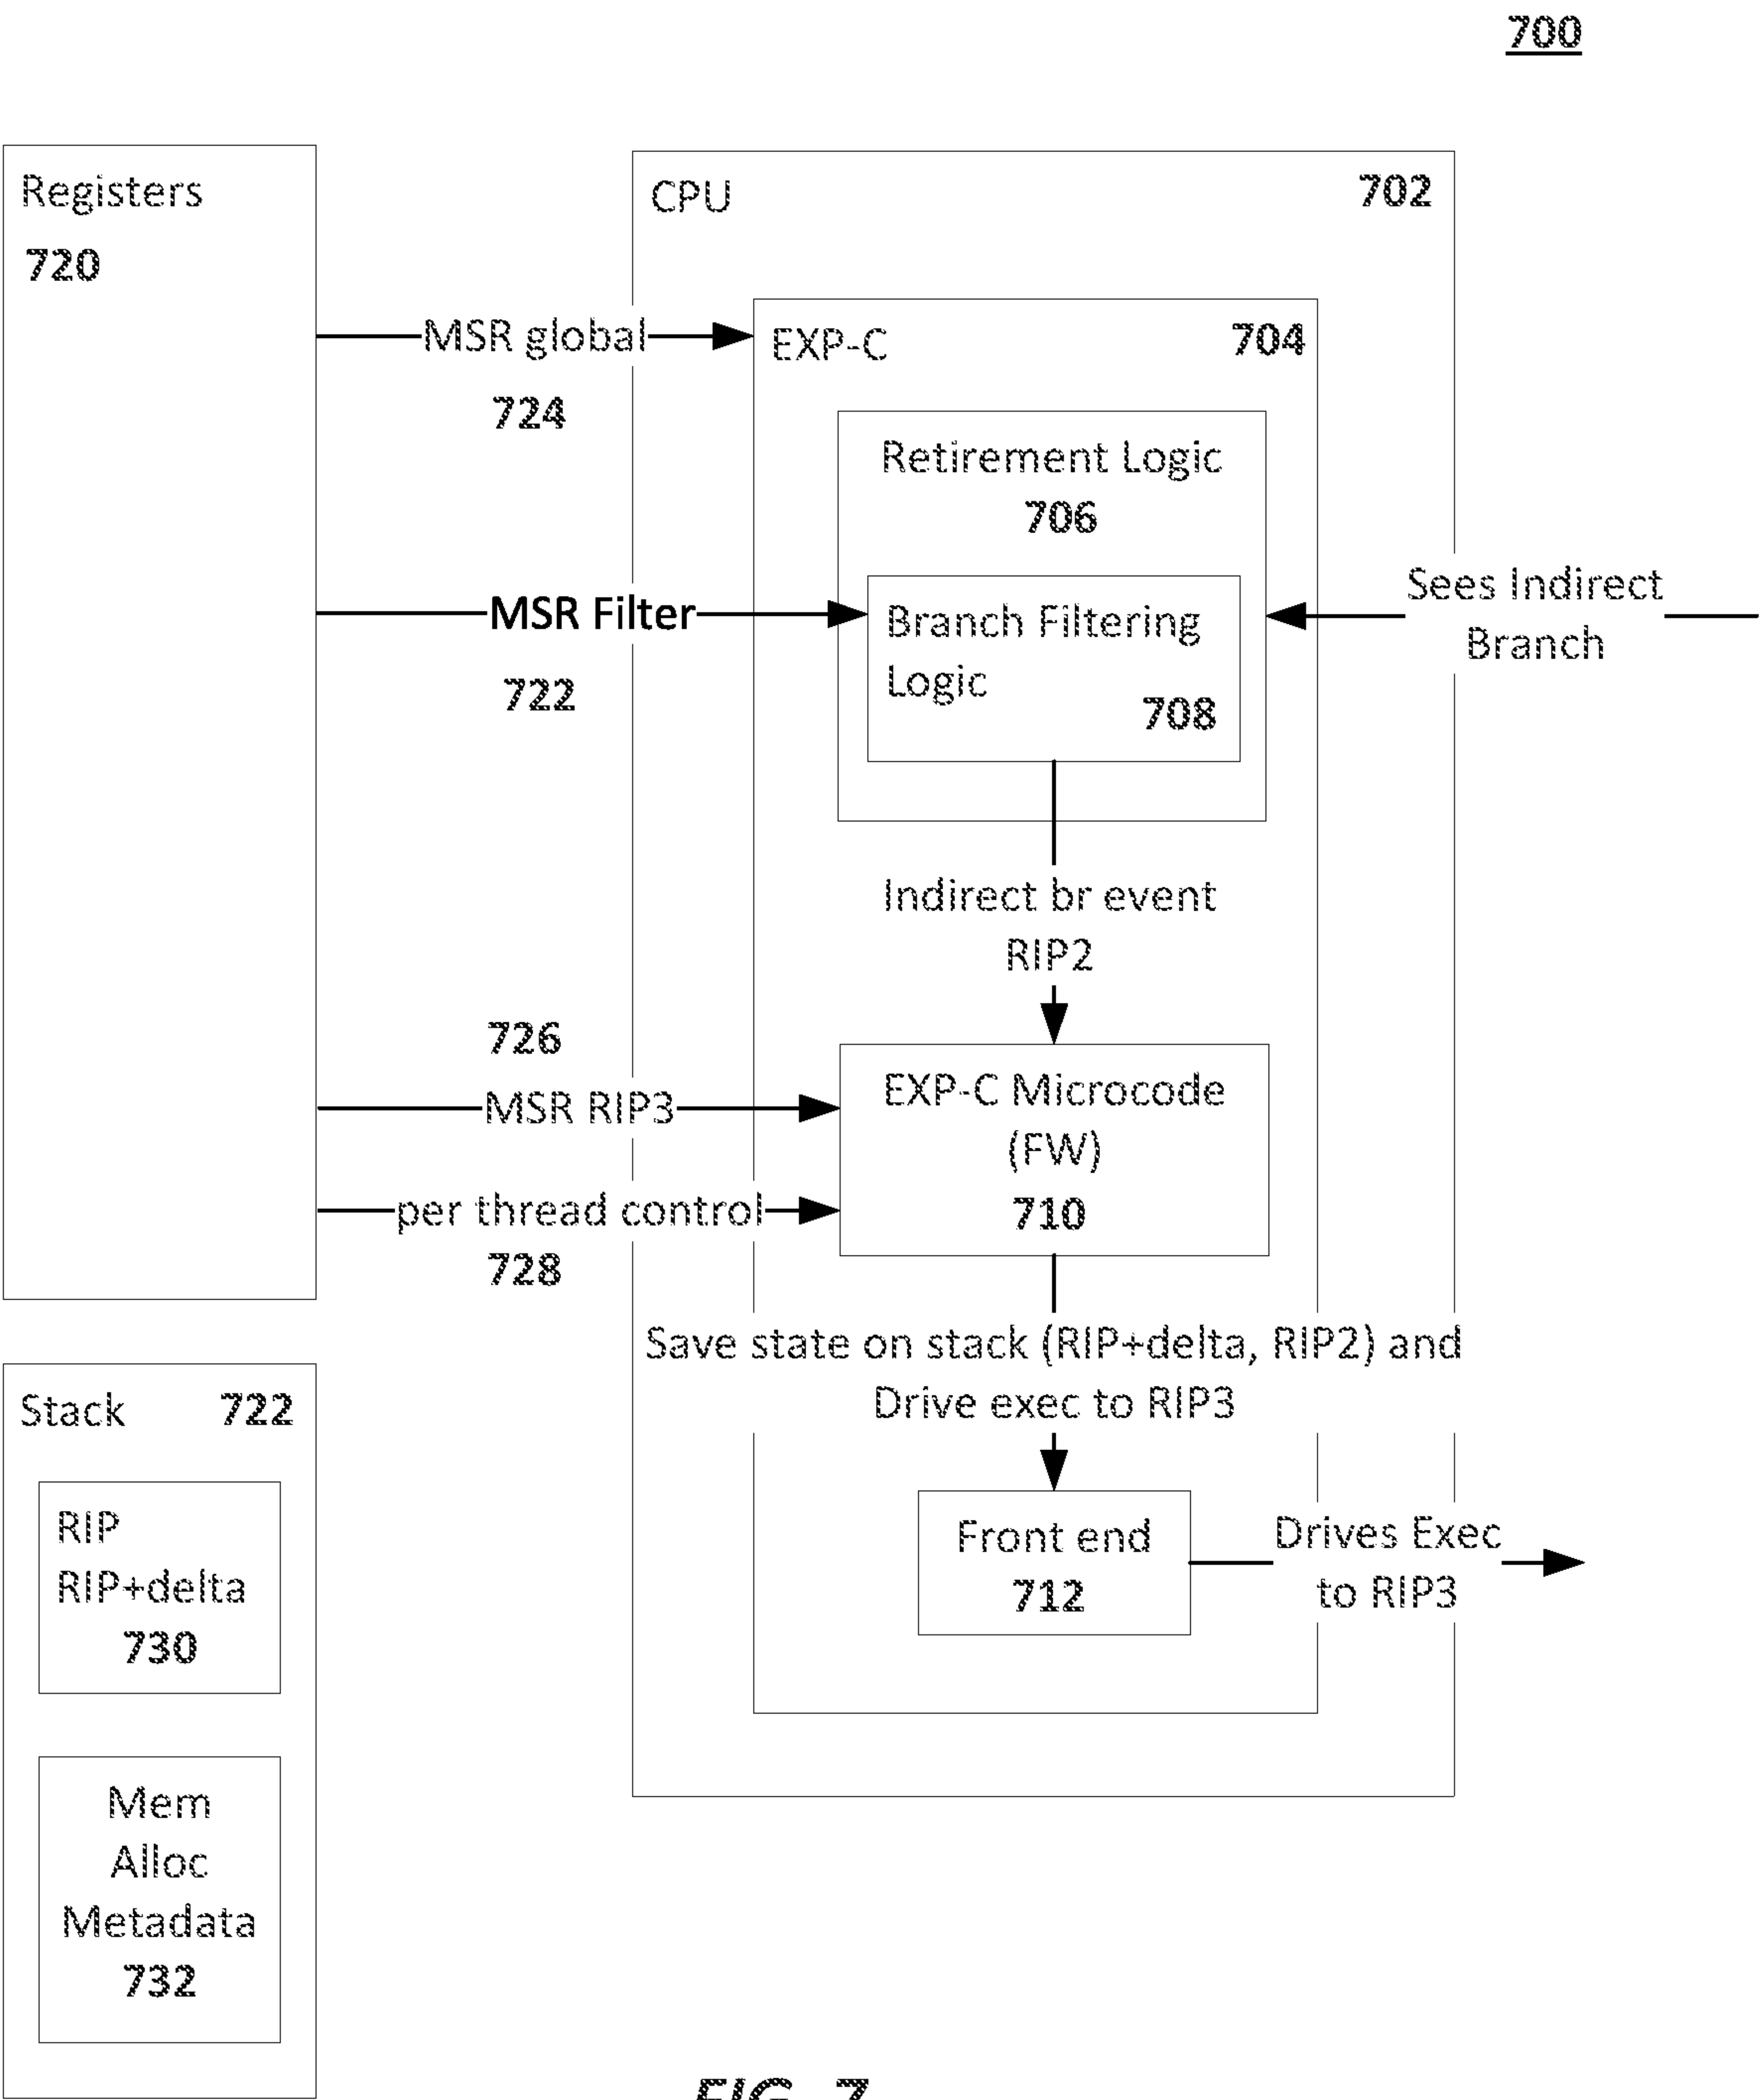 700
Registers
720
CPU
702
MSR global
724
EXP-C
704
Retirement Logic
706
MSR Filter
722
Branch Filtering
Logic
708
Sees Indirect
Branch
Indirect br event
RIP2
726
MSR RIP3
per thread control
728
EXP-C Microcode
(FW)
710
Save state on stack (RIP+delta, RIP2) and
Drive exec to RIP3
Stack
722
RIP
RIP+delta
730
Front end
712
Drives Exec
to RIP3
Mem
Alloc
Metadata
732
FIG. 7